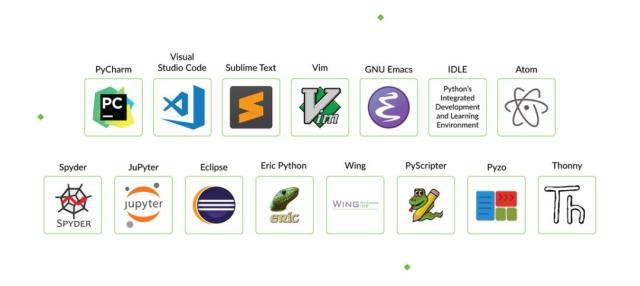 PyCharm
Visual
Studio Code
Sublime Text
Vim
GNU Emacs
IDLE
Atom
PC
Vim
Python's
Integrated
Development
and Learning
Environment
Spyder
JuPyter
Eclipse
Eric Python
Wing
PyScripter
Pyzo
Thonny
SPYDER
jupyter
eric
WING
>>>
Th